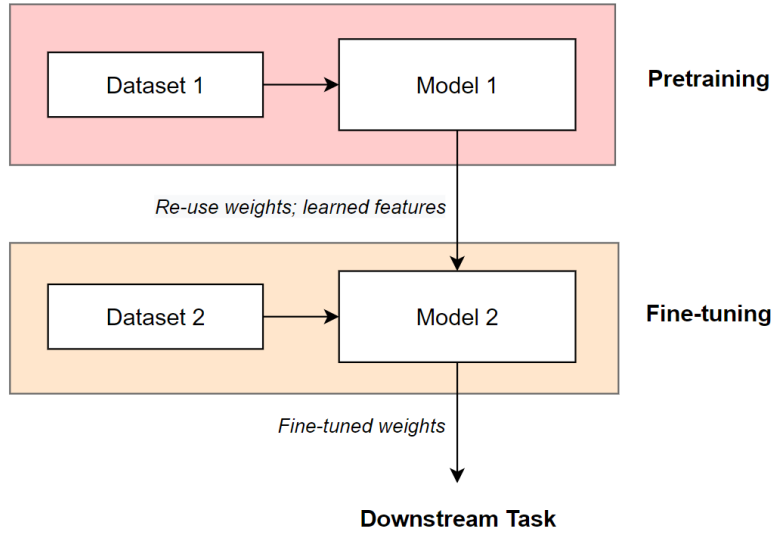 Dataset 1
Model 1
Pretraining
Re-use weights; learned features
Dataset 2
Model 2
Fine-tuning
Fine-tuned weights
Downstream Task